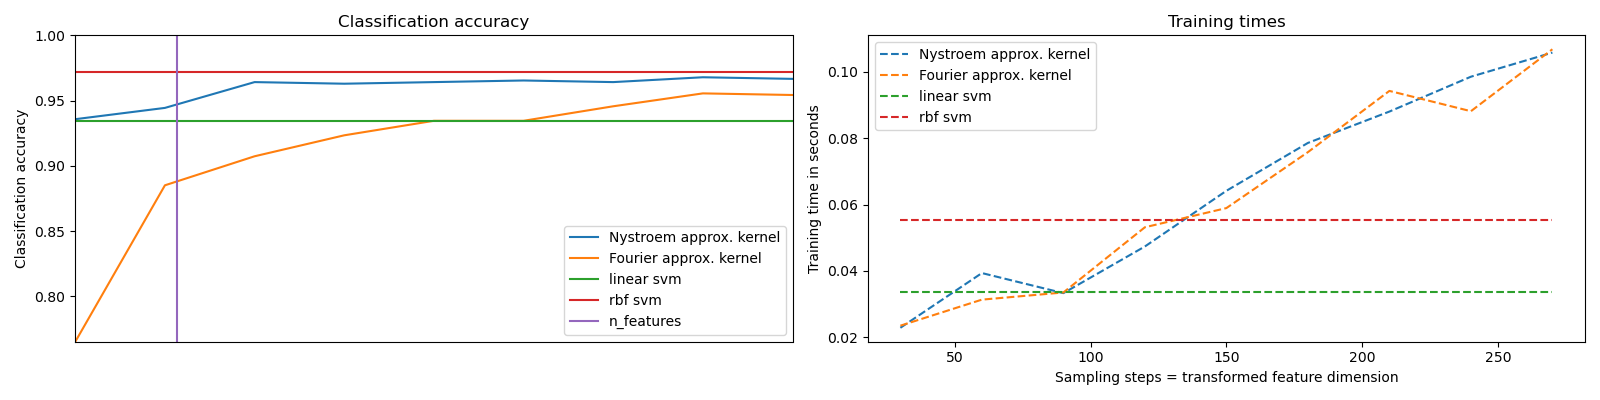 Classification accuracy
Classification accuracy
1.00
0.95
0.90
0.85
0.80
Nystroem approx. kernel
Fourier approx. kernel
linear svm
rbf svm
n_features
Training times
Training time in seconds
0.10
0.08
0.06
0.04
0.02
Nystroem approx. kernel
Fourier approx. kernel
linear svm
rbf svm
50 100 150 200 250
Sampling steps = transformed feature dimension